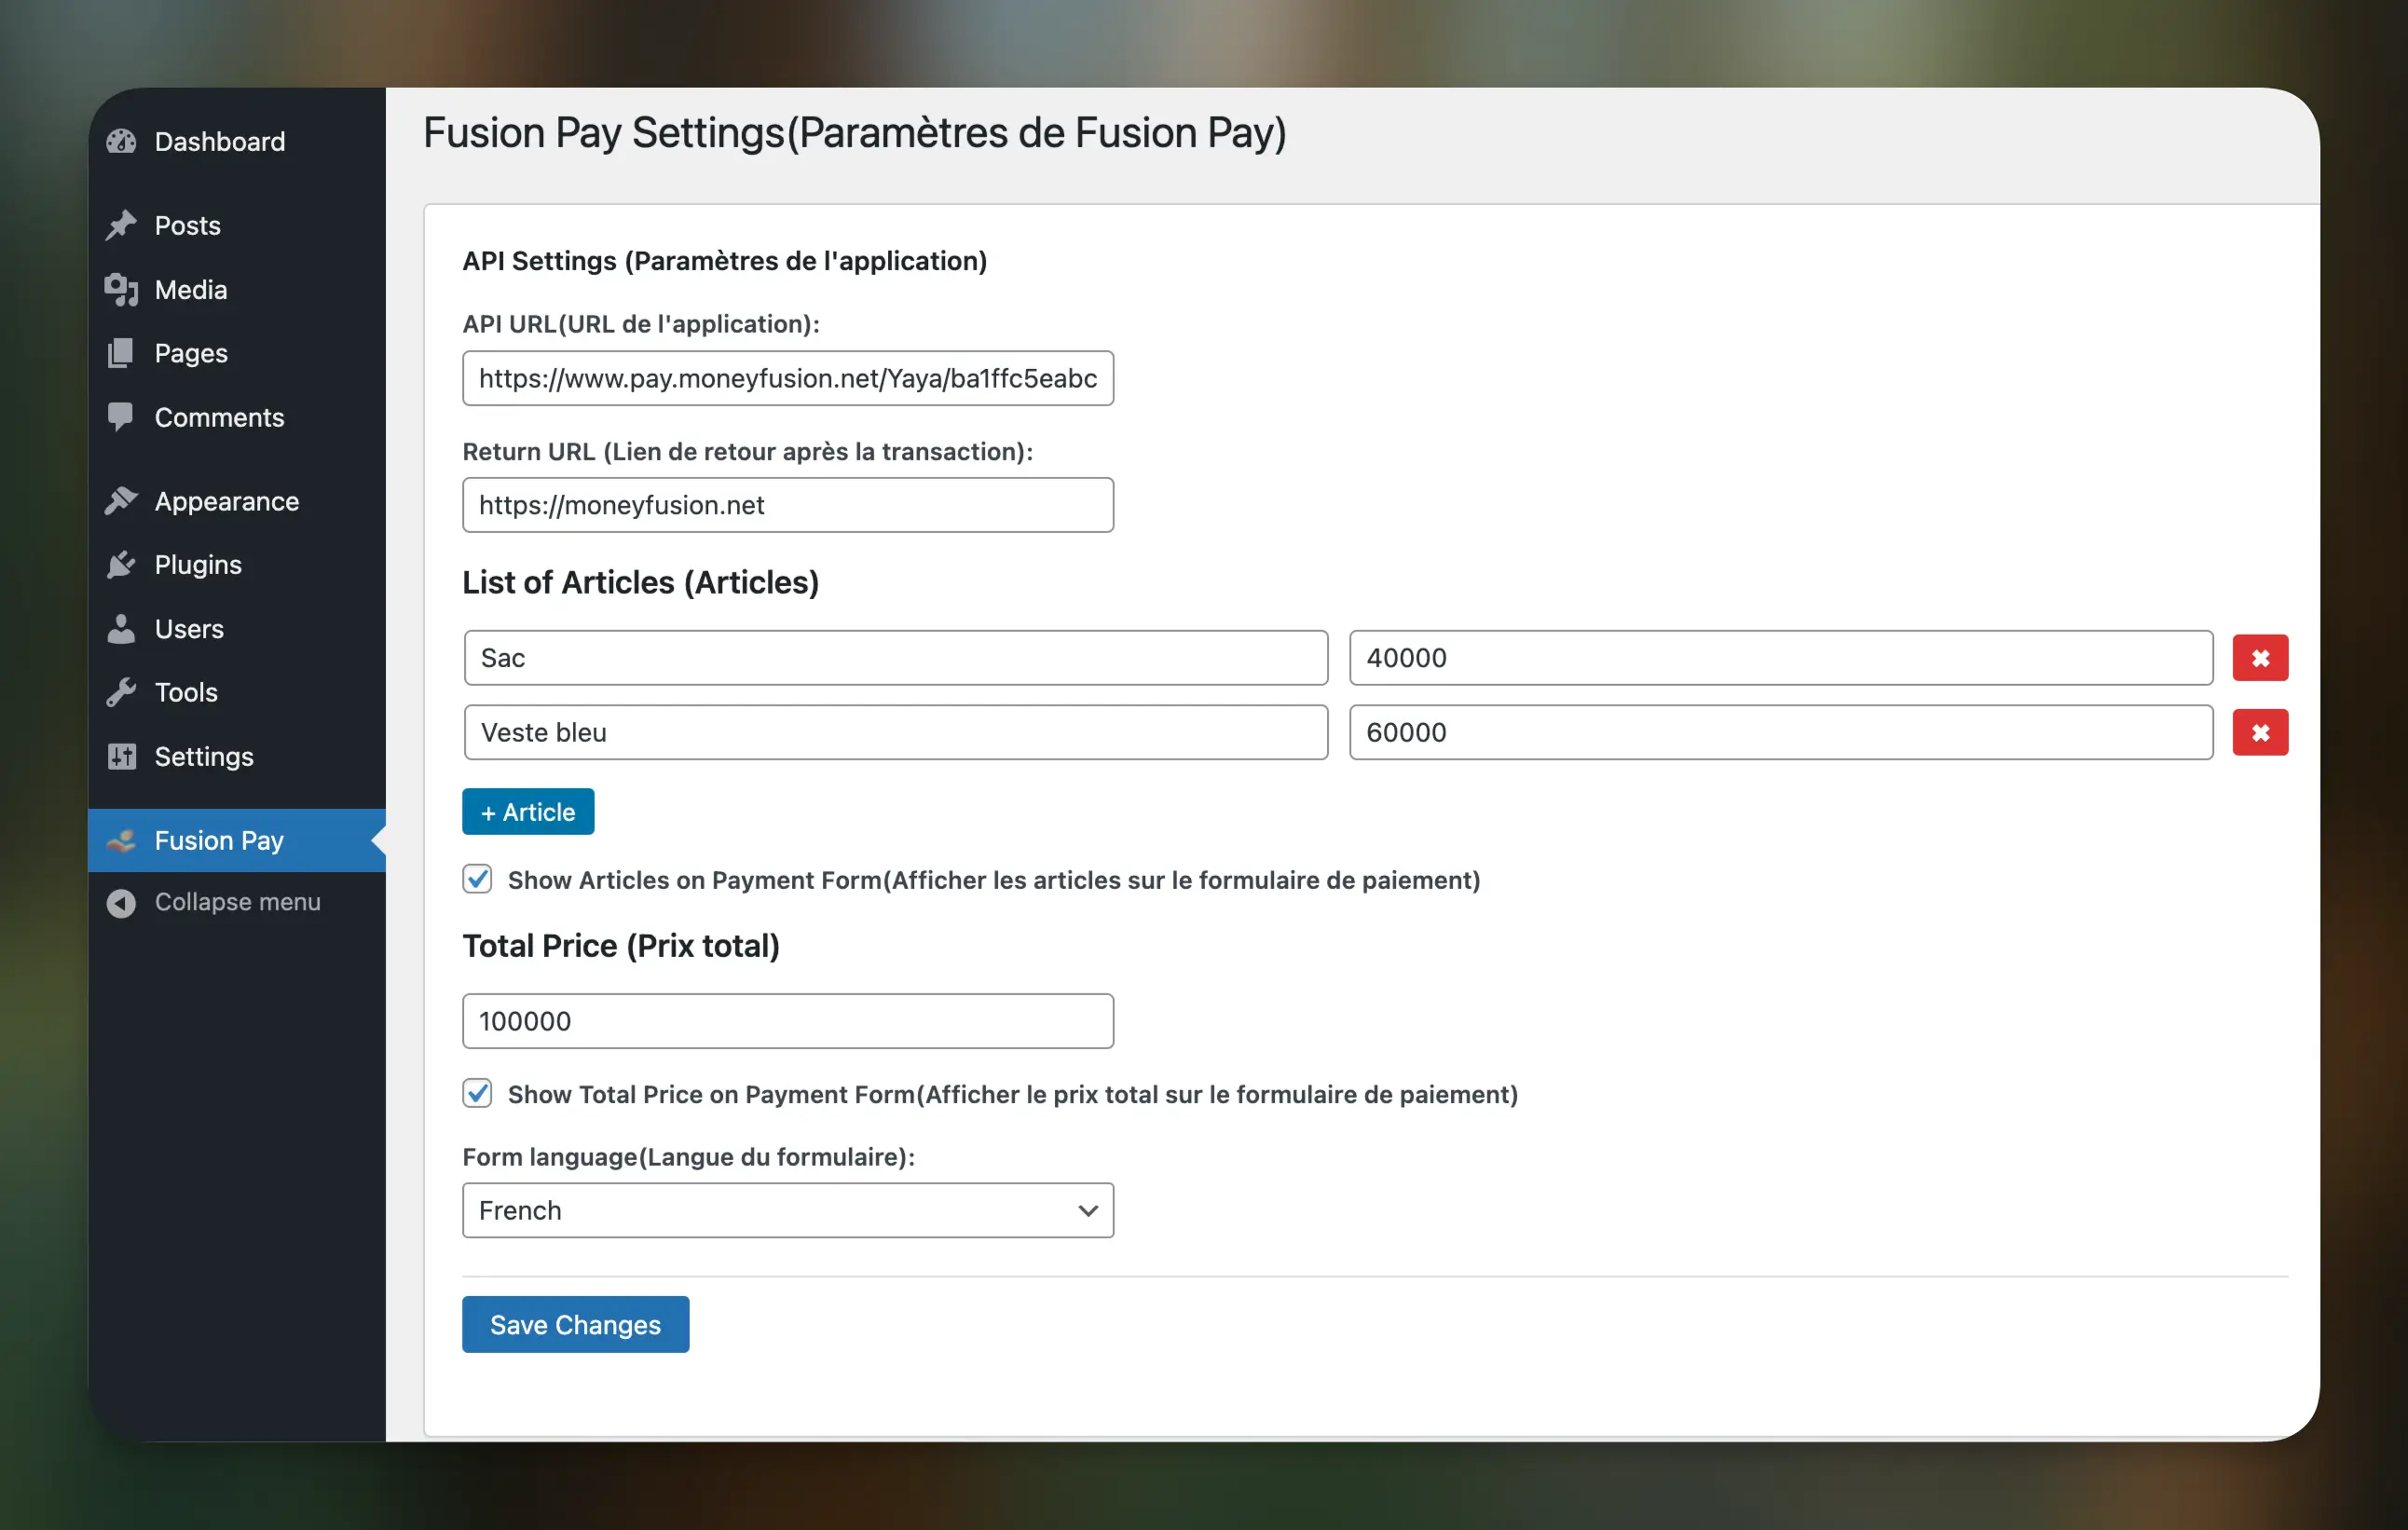 Dashboard
Posts
Media
Pages
Comments
Appearance
Plugins
Users
Tools
Settings
Fusion Pay
Collapse menu
Fusion Pay Settings(Paramètres de Fusion Pay)
API Settings (Paramètres de l'application)
API URL(URL de l'application):
https://www.pay.moneyfusion.net/Yaya/ba1ffc5eabc
Return URL (Lien de retour après la transaction):
https://moneyfusion.net
List of Articles (Articles)
Sac 40000
Veste bleu 60000
+ Article
Show Articles on Payment Form(Afficher les articles sur le formulaire de paiement)
Total Price (Prix total)
100000
Show Total Price on Payment Form(Afficher le prix total sur le formulaire de paiement)
Form language(Langue du formulaire):
French
Save Changes